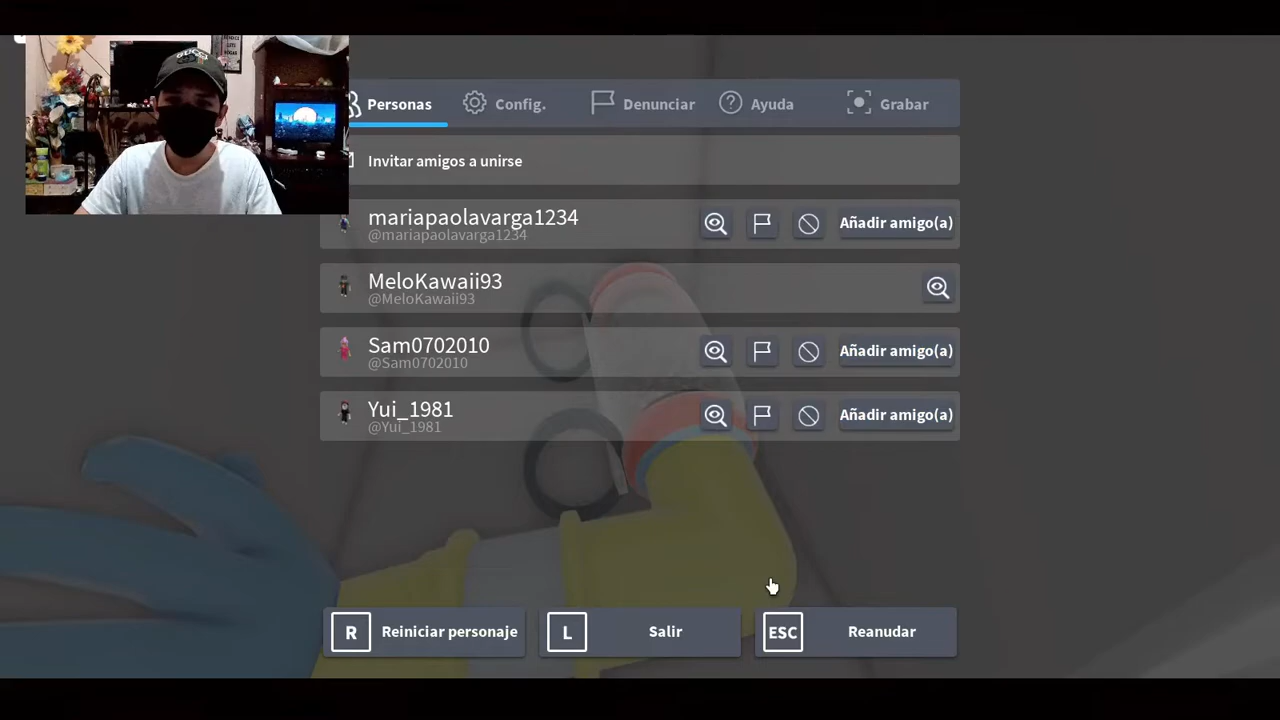 GUCCI
Personas
Config.
Denunciar
Ayuda
Grabar
Invitar amigos a unirse
mariapaolavarga1234
@mariapaolavarga1234
Añadir amigo(a)
MeloKawaii93
@MeloKawaii93
Sam0702010
@Sam0702010
Añadir amigo(a)
Yui_1981
@Yui_1981
Añadir amigo(a)
R Reiniciar personaje
L Salir
ESC Reanudar